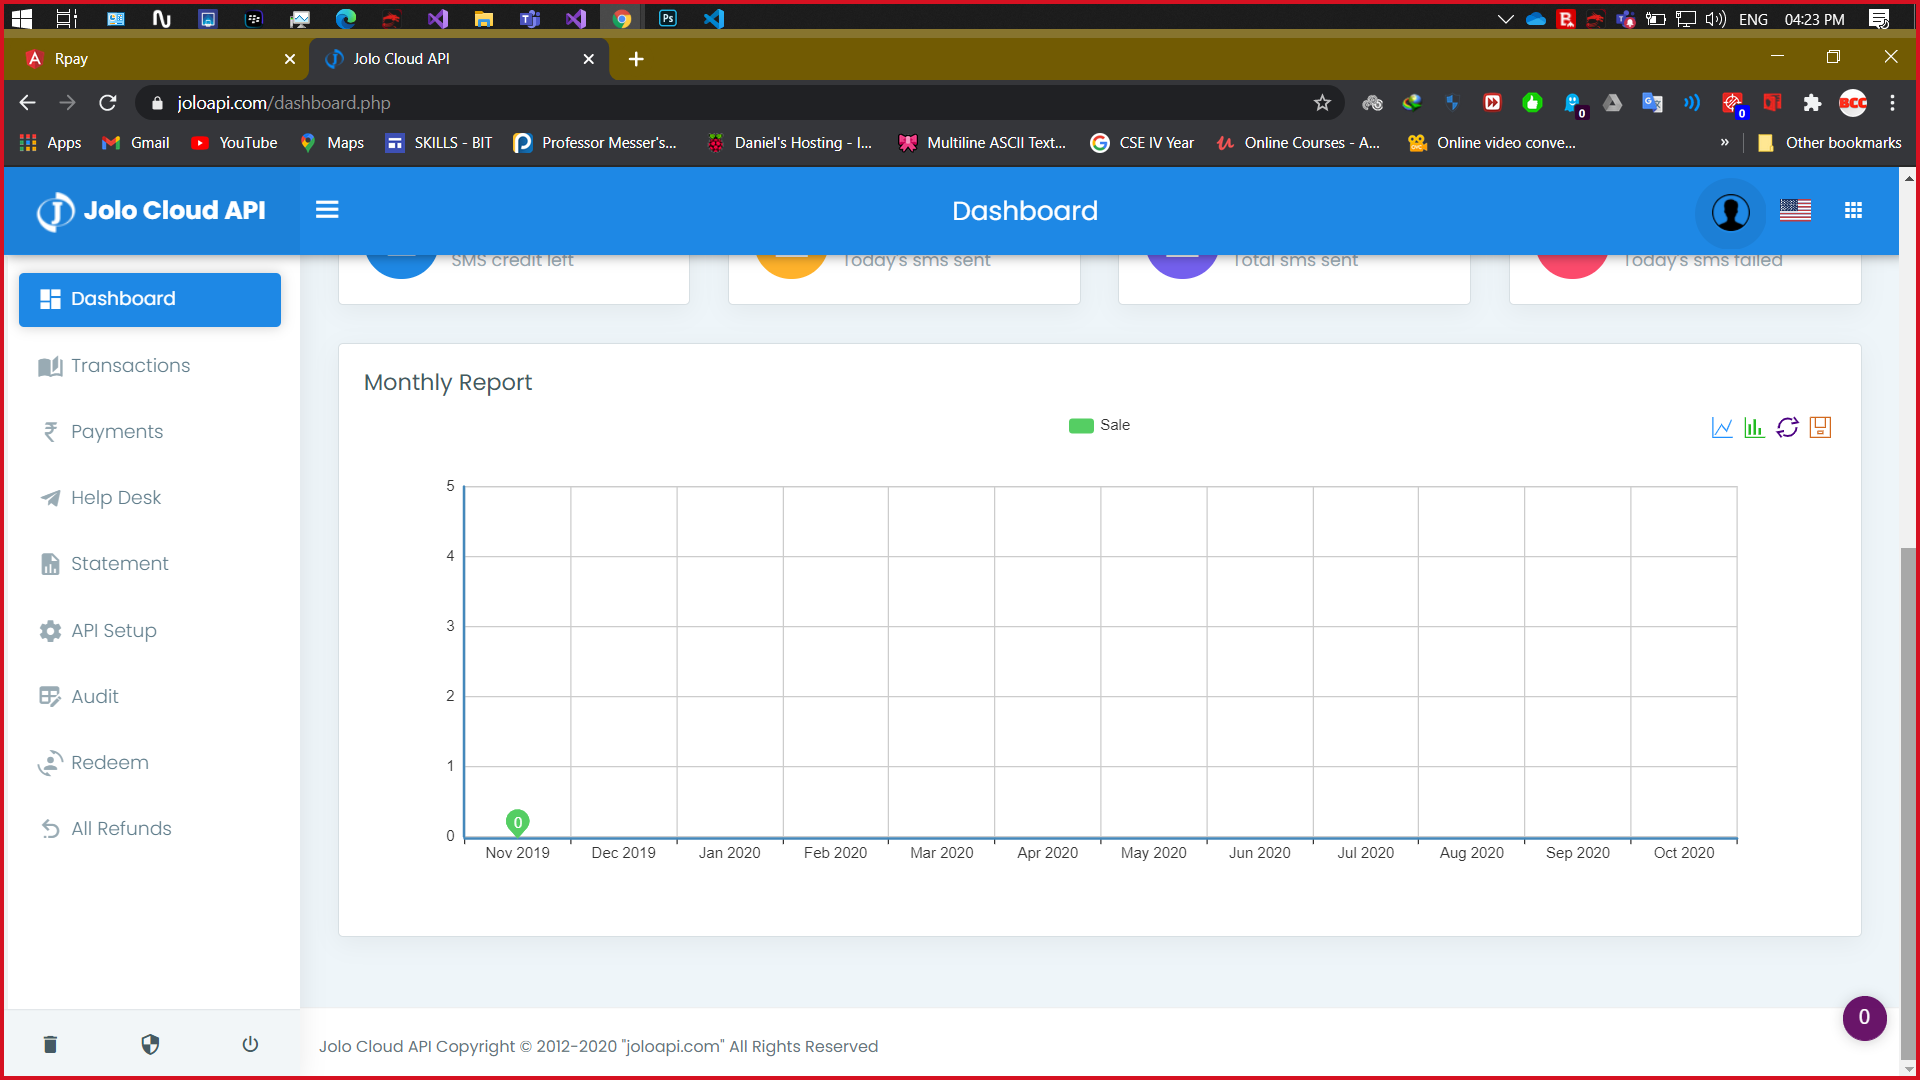 ENG 04:23 PM
Rpay
Jolo Cloud API
joloapi.com/dashboard.php
0
0
BCC
Apps
Gmail
YouTube
Maps
SKILLS - BIT
Professor Messer's...
Daniel's Hosting - I...
Multiline ASCII Text...
CSE IV Year
Online Courses - A...
Online video conve...
»
Other bookmarks
Jolo Cloud API
Dashboard
SMS credit left
Today's sms sent
Total sms sent
Today's sms failed
Dashboard
Transactions
Payments
Help Desk
Statement
API Setup
Audit
Redeem
All Refunds
Monthly Report
Sale
5
4
3
2
1
0
0
Nov 2019 Dec 2019 Jan 2020 Feb 2020 Mar 2020 Apr 2020 May 2020 Jun 2020 Jul 2020 Aug 2020 Sep 2020 Oct 2020
0
Jolo Cloud API Copyright © 2012-2020 "joloapi.com" All Rights Reserved